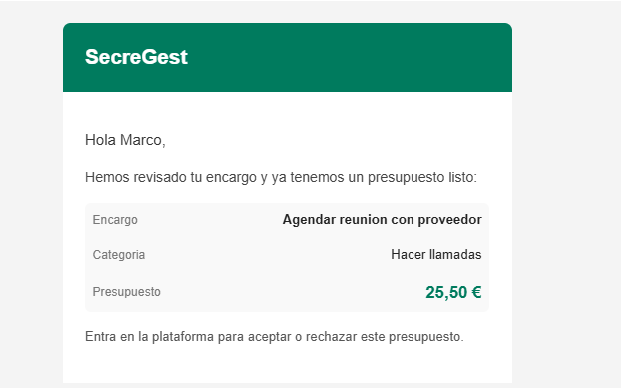 SecreGest
Hola Marco,
Hemos revisado tu encargo y ya tenemos un presupuesto listo:
Encargo Agendar reunion con proveedor
Categoria Hacer llamadas
Presupuesto 25,50 €
Entra en la plataforma para aceptar o rechazar este presupuesto.